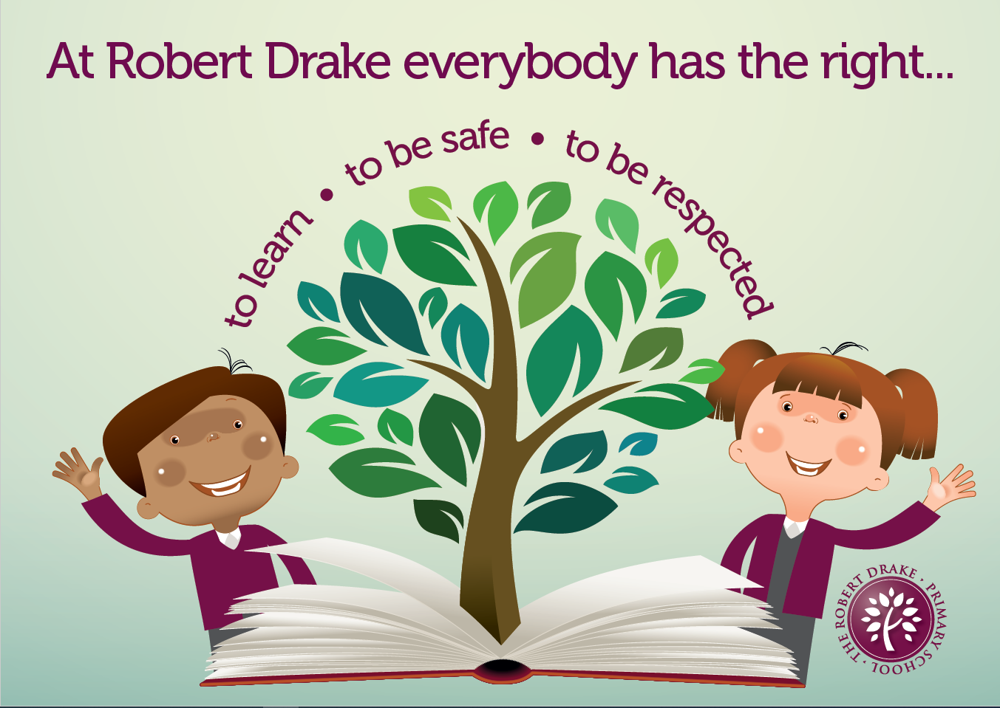 At Robert Drake everybody has the right...
to learn • to be safe • to be respected
THE ROBERT DRAKE • PRIMARY SCHOOL •